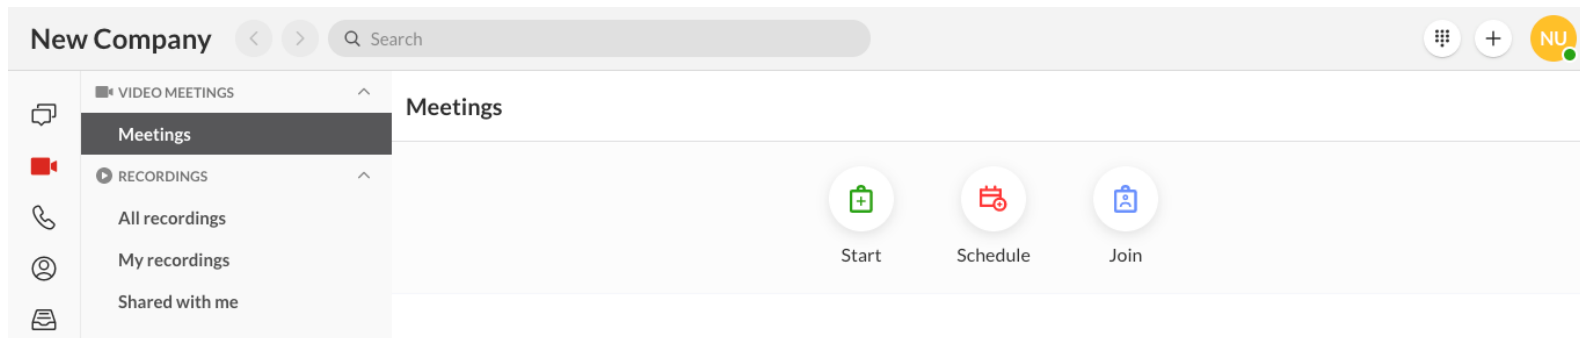 New Company
Search
NU
VIDEO MEETINGS
Meetings
RECORDINGS
All recordings
My recordings
Shared with me
Meetings
Start
Schedule
Join